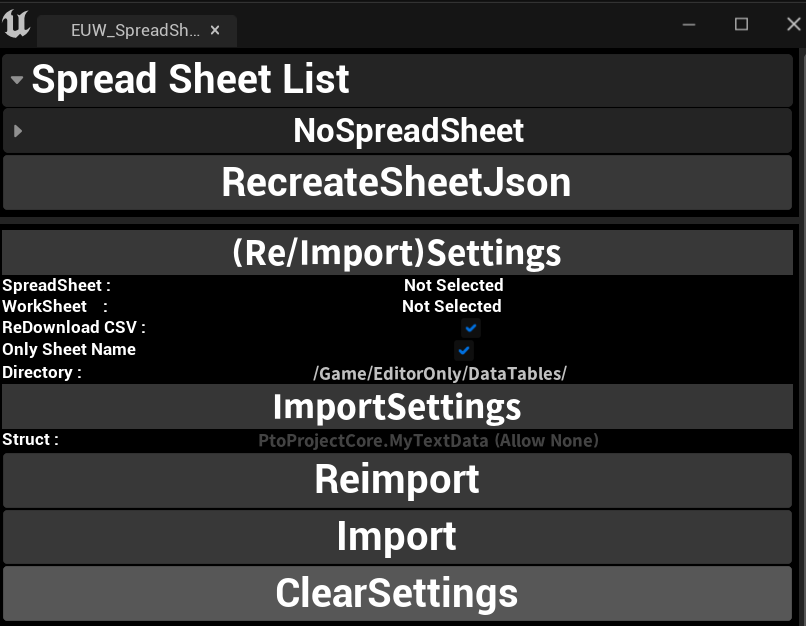 EUW_SpreadSh...
Spread Sheet List
NoSpreadSheet
RecreateSheetJson
(Re/Import)Settings
SpreadSheet : Not Selected
WorkSheet : Not Selected
ReDownload CSV :
Only Sheet Name
Directory : /Game/EditorOnly/DataTables/
ImportSettings
Struct : PtoProjectCore.MyTextData (Allow None)
Reimport
Import
ClearSettings